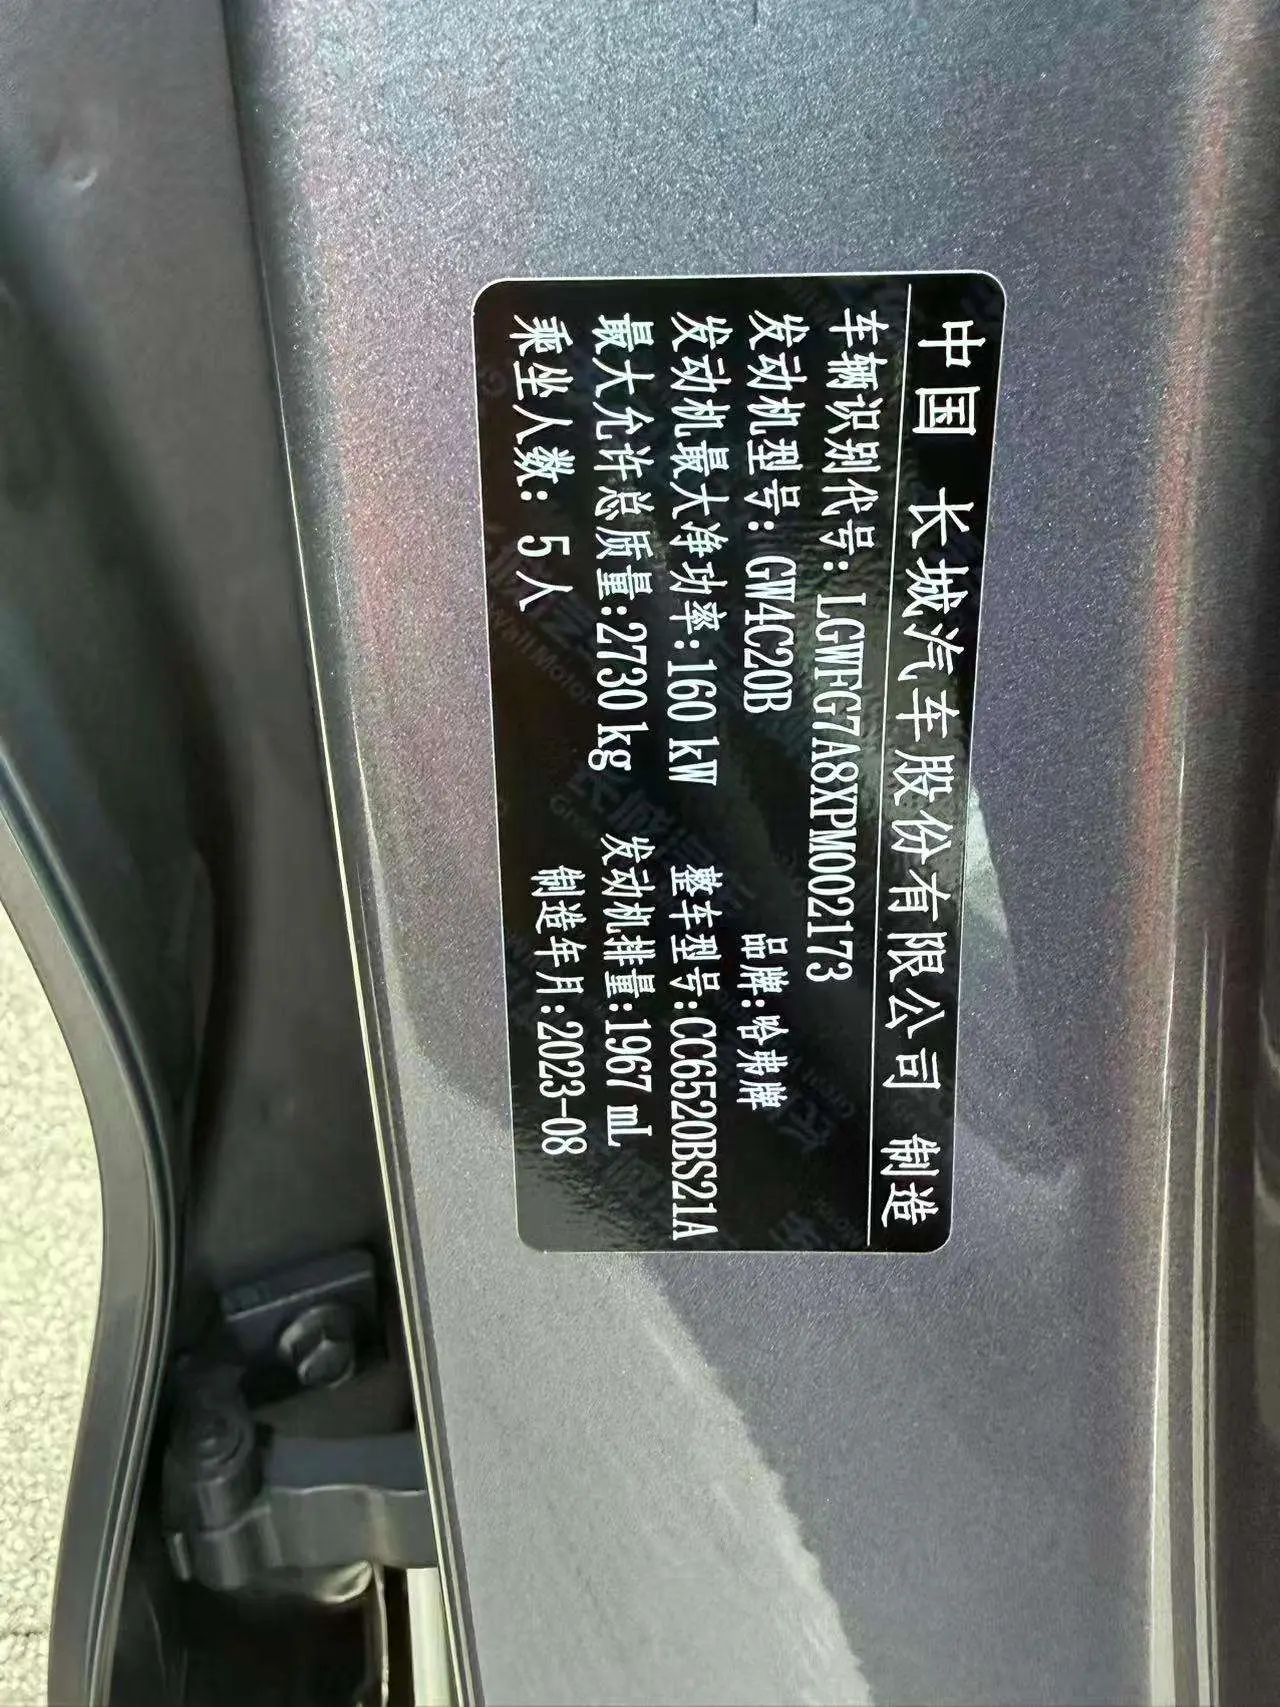 中国 长城汽车股份有限公司 制造
车辆识别代号: LGWFG7A8XPM002173
发动机型号: GW4C20B 品牌:哈弗牌
发动机最大净功率:160 kW 整车型号:CC6520BS21A
最大允许总质量:2730 kg 发动机排量:1967 mL
乘坐人数: 5 人 制造年月:2023-08